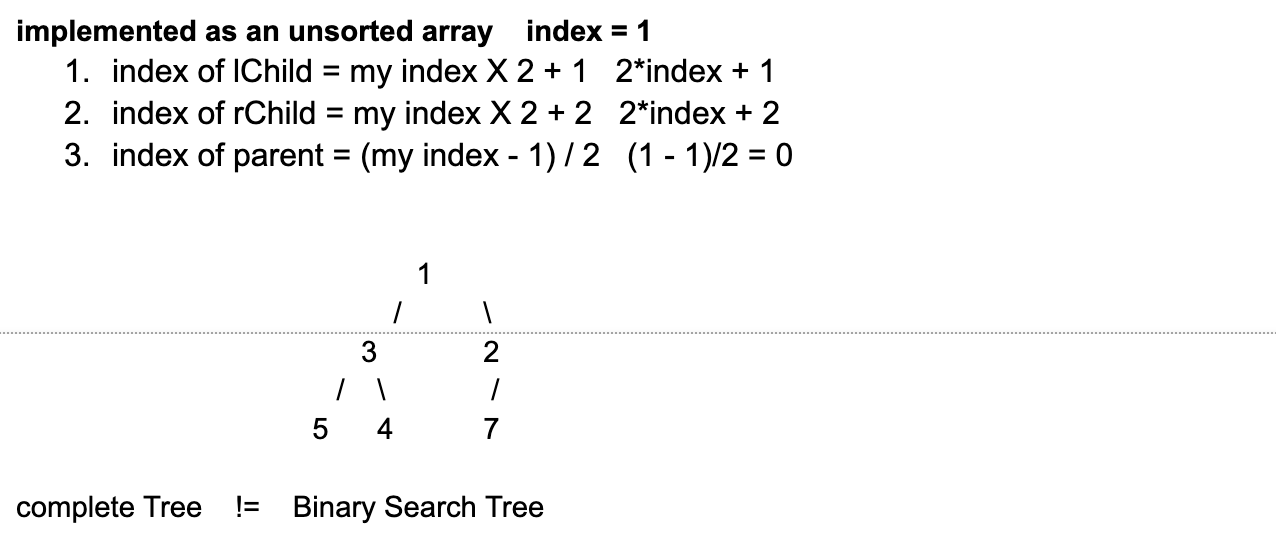 implemented as an unsorted array index = 1
1. index of lChild = my index X 2 + 1 2*index + 1
2. index of rChild = my index X 2 + 2 2*index + 2
3. index of parent = (my index - 1) / 2 (1 - 1)/2 = 0
1
/ \
3 2
/ \ /
5 4 7
complete Tree != Binary Search Tree